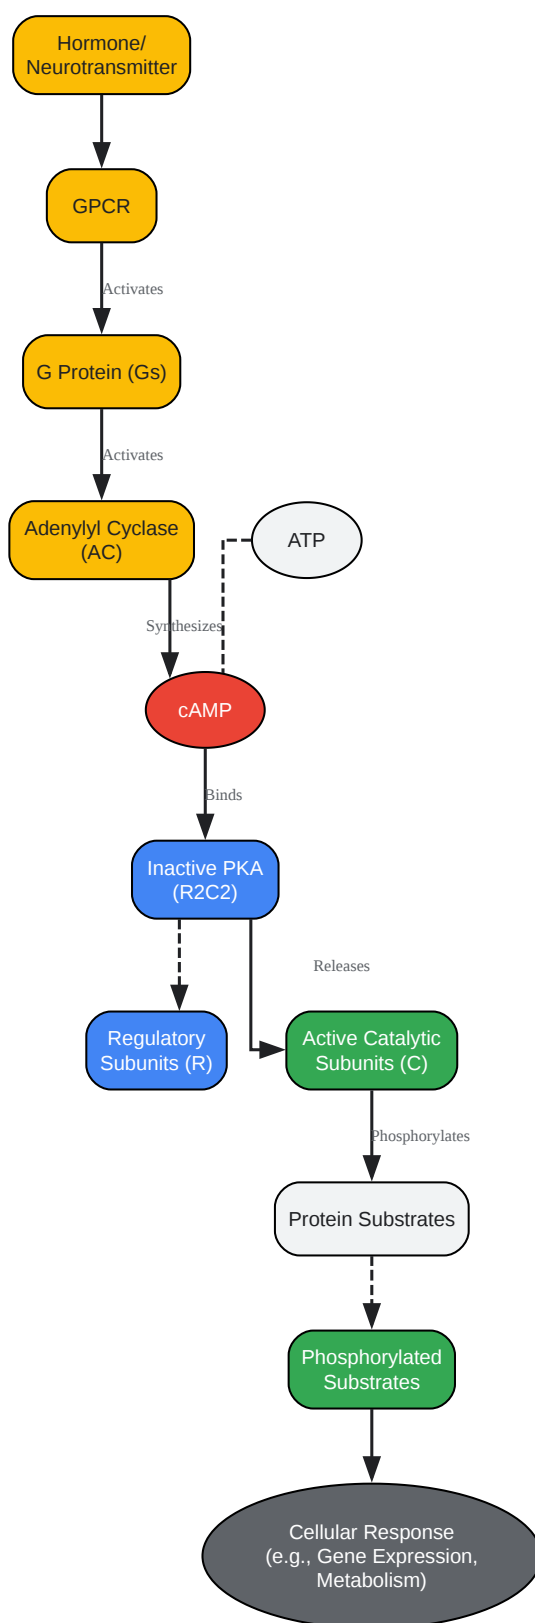 Hormone/
Neurotransmitter
GPCR
Activates
G Protein (Gs)
Activates
Adenylyl Cyclase
(AC)
ATP
Synthesizes
cAMP
Binds
Inactive PKA
(R2C2)
Releases
Regulatory
Subunits (R)
Active Catalytic
Subunits (C)
Phosphorylates
Protein Substrates
Phosphorylated
Substrates
Cellular Response
(e.g., Gene Expression,
Metabolism)